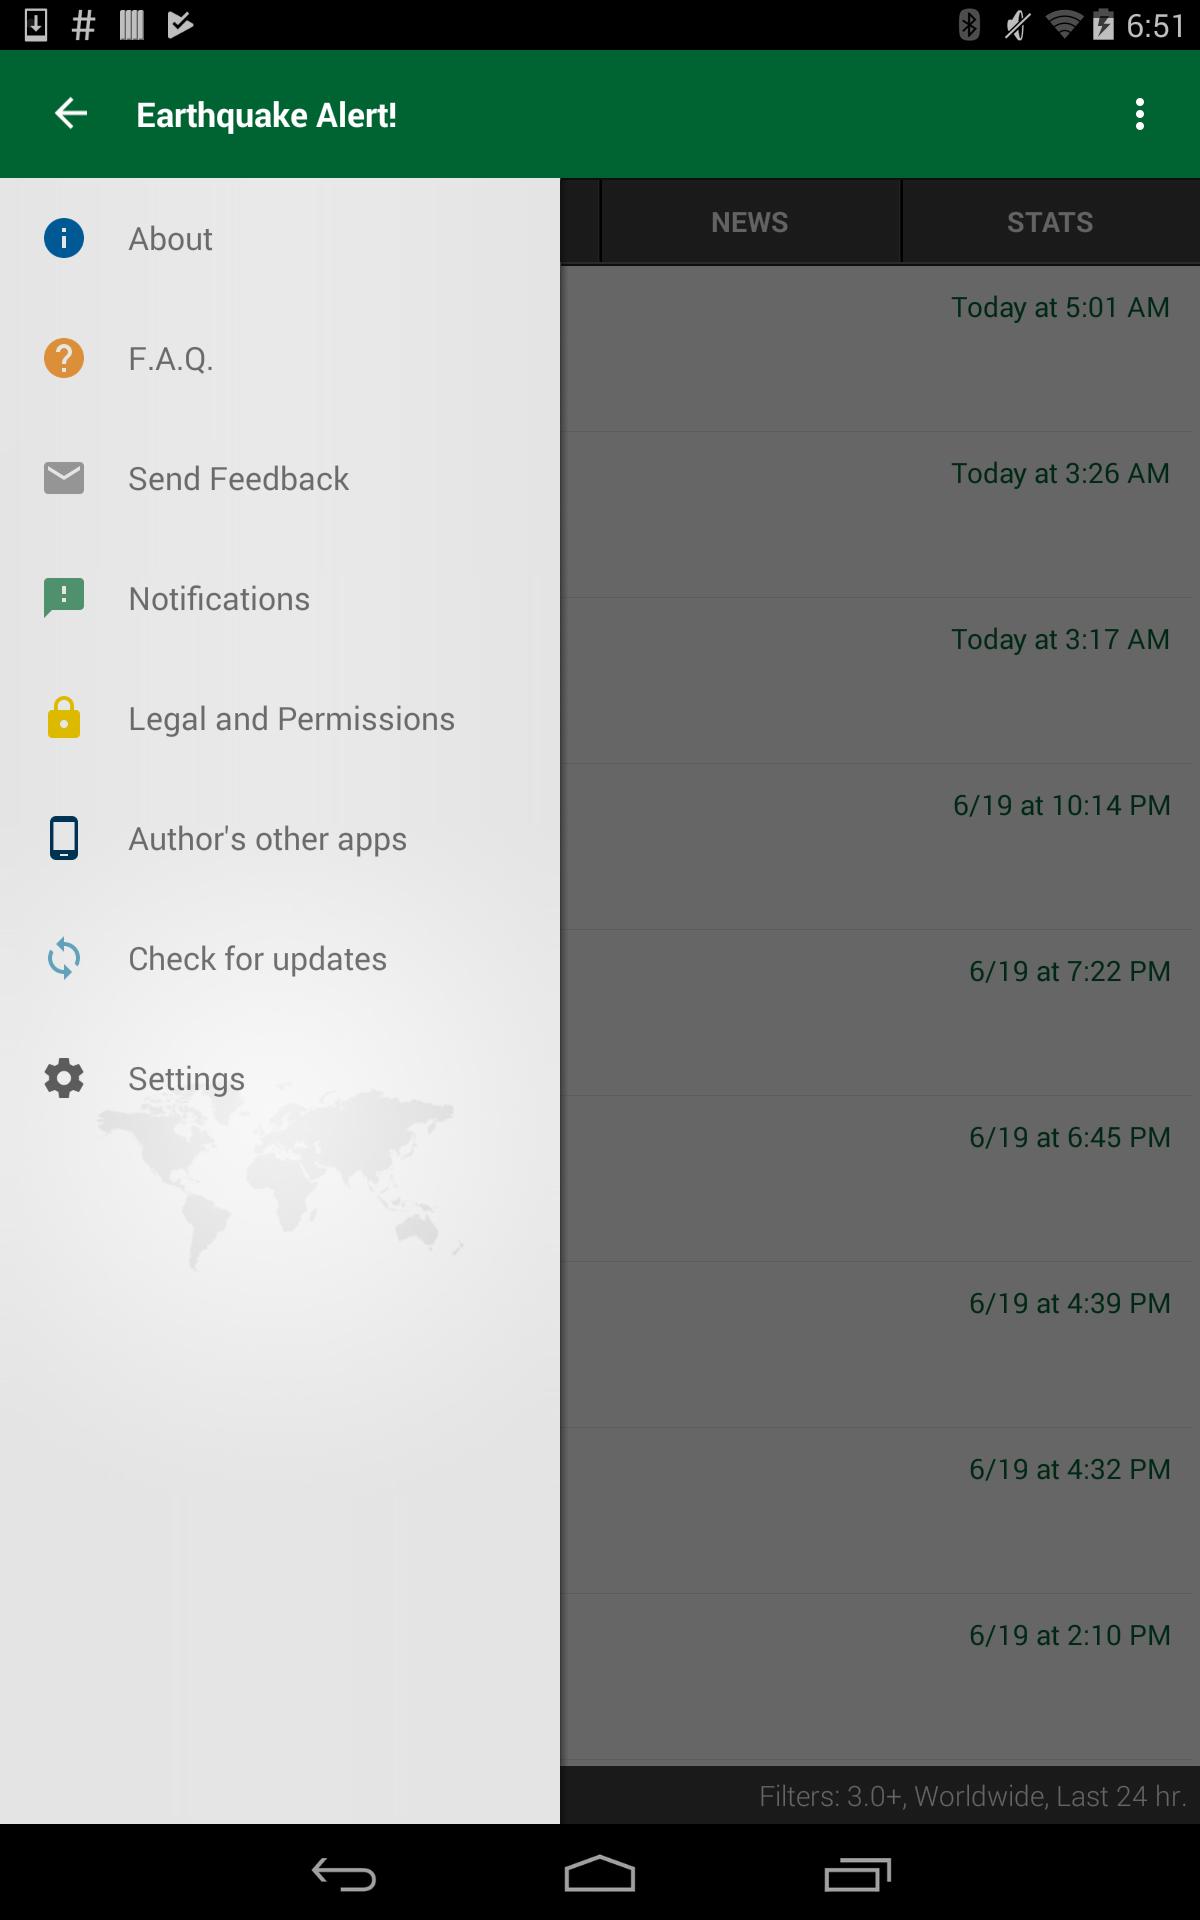 6:51
Earthquake Alert!
About
F.A.Q.
Send Feedback
Notifications
Legal and Permissions
Author's other apps
Check for updates
Settings
NEWS
STATS
Today at 5:01 AM
Today at 3:26 AM
Today at 3:17 AM
6/19 at 10:14 PM
6/19 at 7:22 PM
6/19 at 6:45 PM
6/19 at 4:39 PM
6/19 at 4:32 PM
6/19 at 2:10 PM
Filters: 3.0+, Worldwide, Last 24 hr.